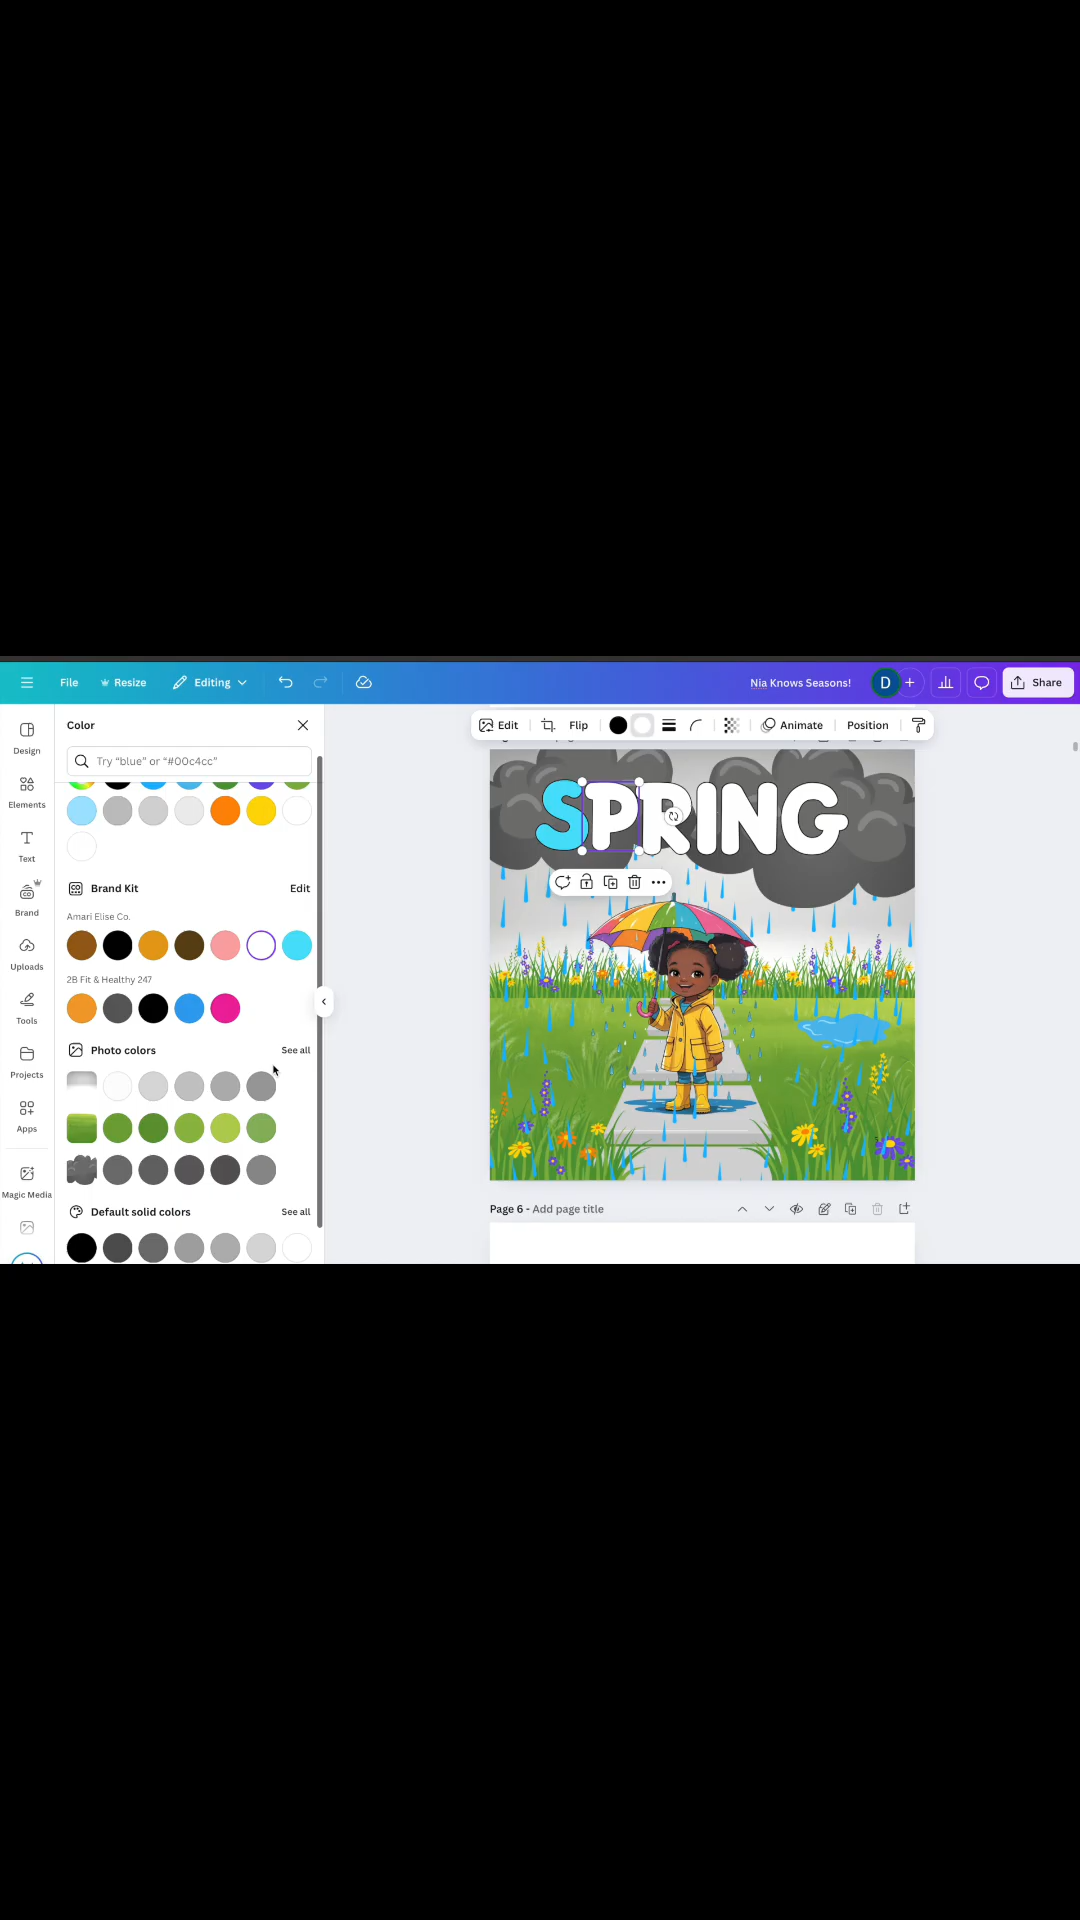 File
Resize
Editing
Nia Knows Seasons!
D
Share
Design
Elements
Text
Brand
Uploads
Tools
Projects
Apps
Magic Media
Color
Try “blue” or “#00c4cc”
Brand Kit
Edit
Amari Elise Co.
2B Fit & Healthy 247
Photo colors
See all
Default solid colors
See all
Edit
Flip
Animate
Position
SPRING
Page 6 - Add page title